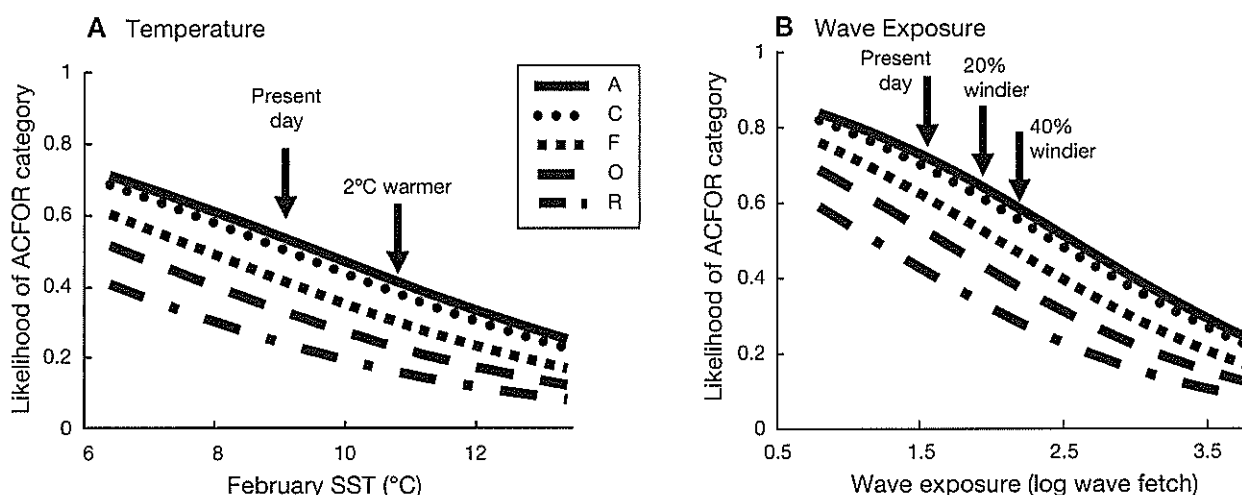 A Temperature
Likelihood of ACFOR category
1
0.8
0.6
0.4
0.2
0
Present
day
2°C warmer
A
C
F
O
R
6
8
10
12
February SST (°C)
B Wave Exposure
Likelihood of ACFOR category
1
0.8
0.6
0.4
0.2
0
Present
day
20%
windier
40%
windier
0.5
1.5
2.5
3.5
Wave exposure (log wave fetch)